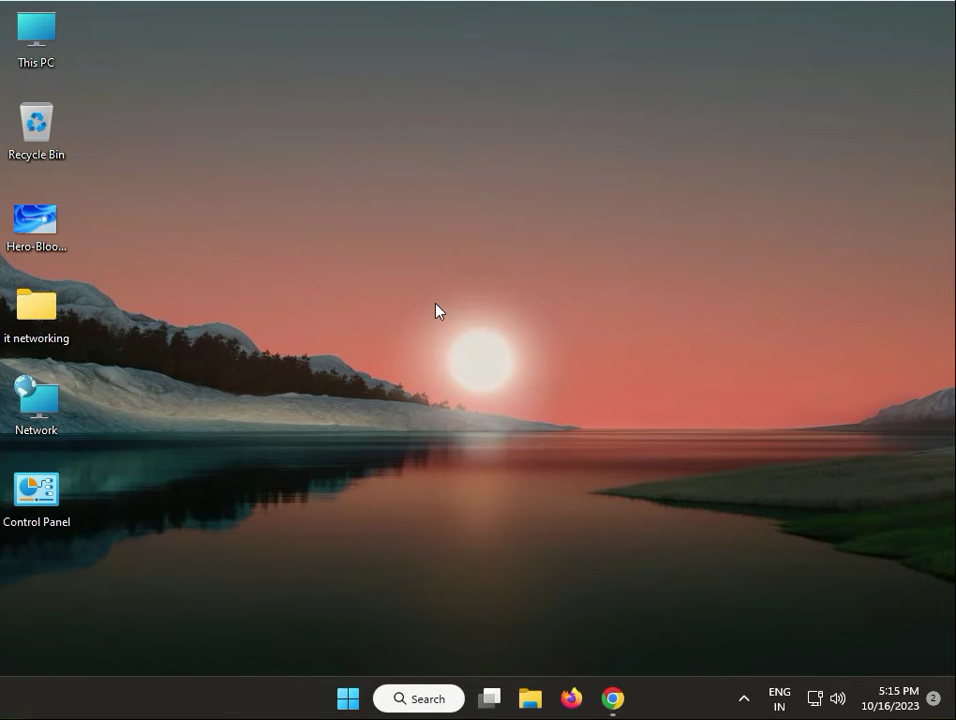 This PC
Recycle Bin
Hero-Bloo...
it networking
Network
Control Panel
Search
ENG
IN
5:15 PM
10/16/2023
2